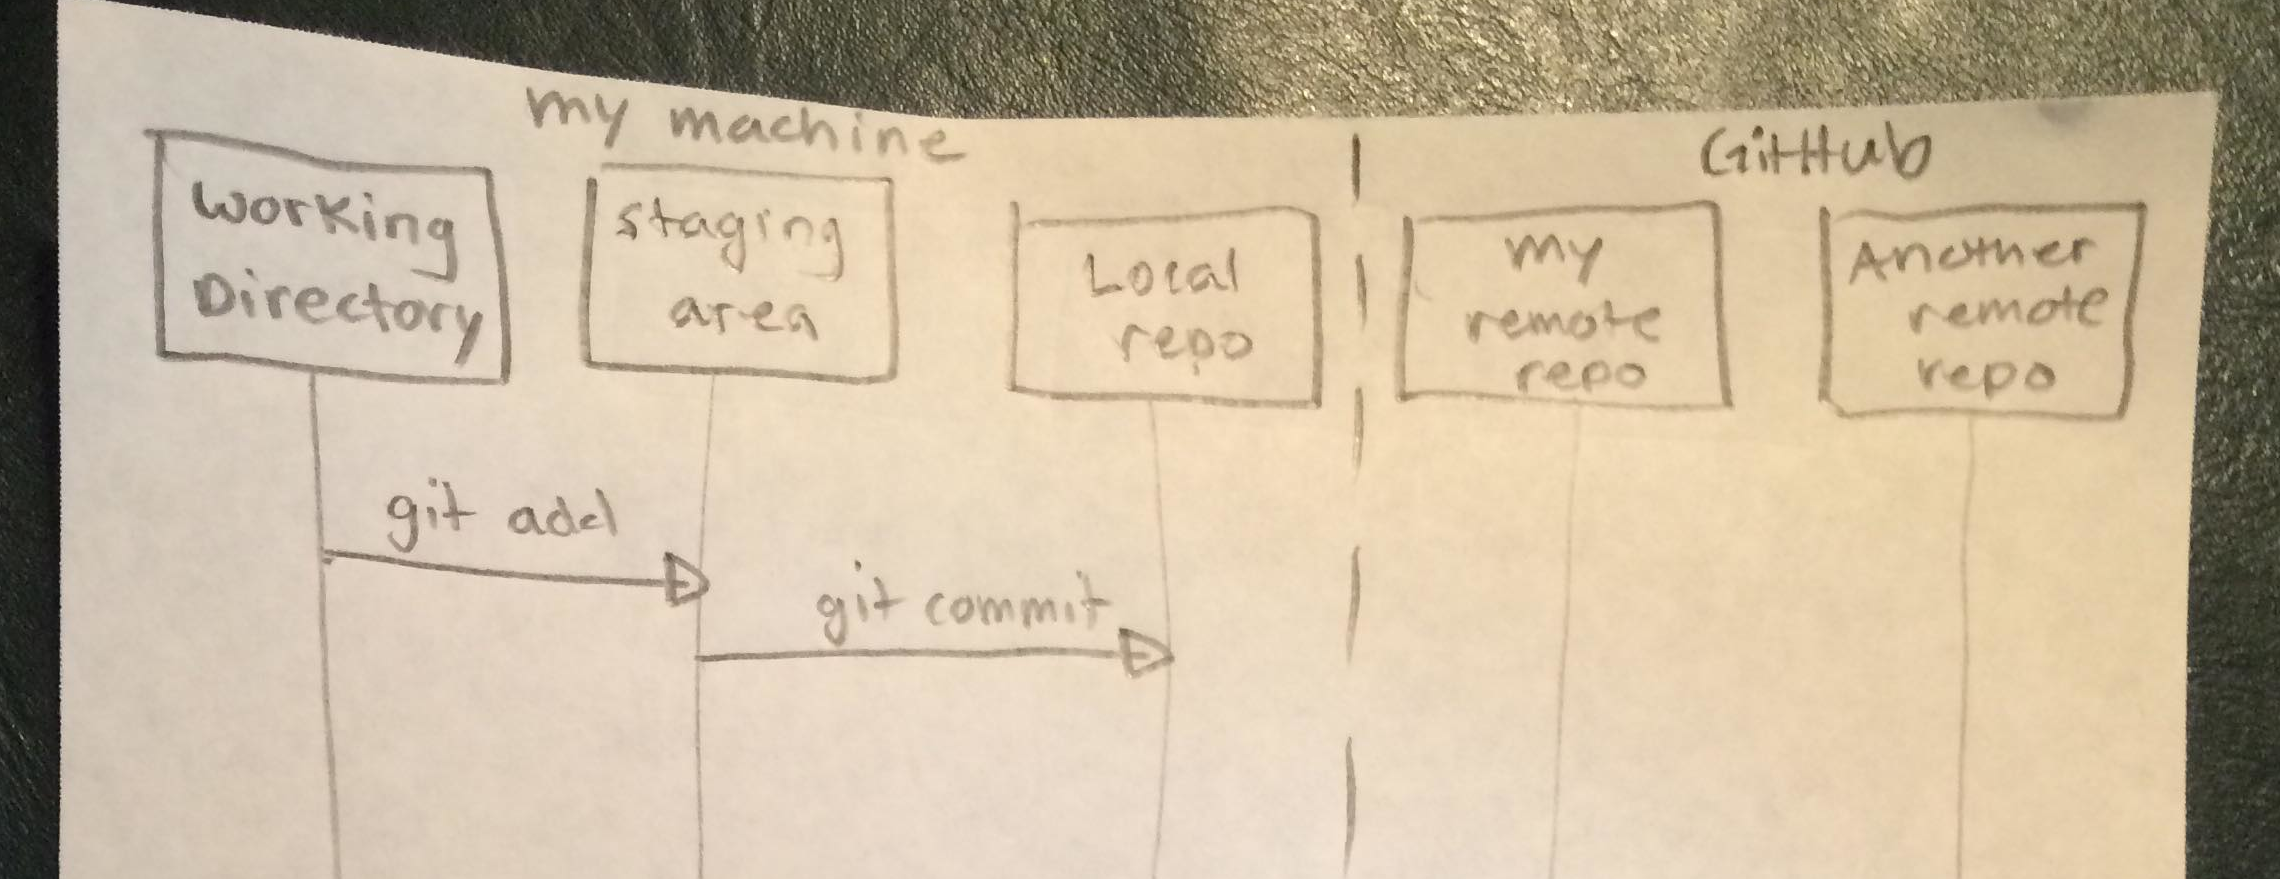 my machine
GitHub
Working
Directory
staging
area
Local
repo
my
remote
repo
Another
remote
repo
git add
git commit